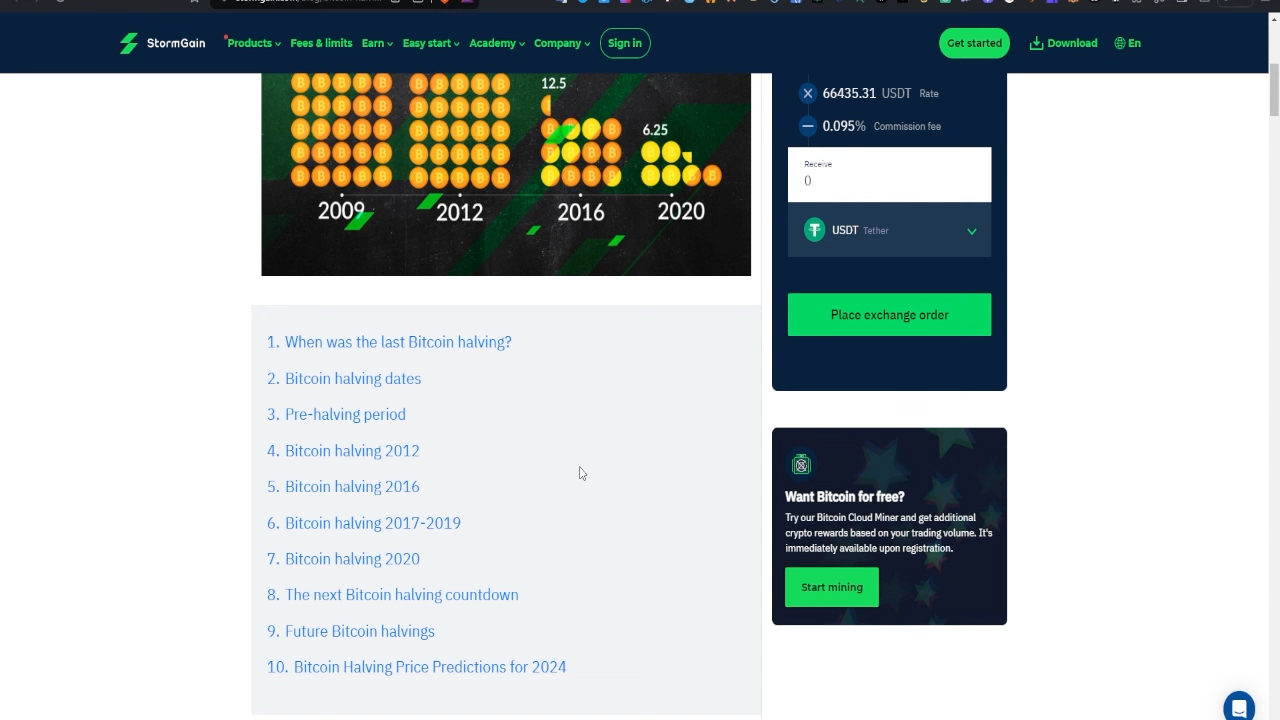 StormGain
Products
Fees & limits
Earn
Easy start
Academy
Company
Sign in
Get started
Download
En
12.5
6.25
2009
2012
2016
2020
66435.31 USDT Rate
0.095% Commission fee
Receive
0
USDT Tether
Place exchange order
1. When was the last Bitcoin halving?
2. Bitcoin halving dates
3. Pre-halving period
4. Bitcoin halving 2012
5. Bitcoin halving 2016
6. Bitcoin halving 2017-2019
7. Bitcoin halving 2020
8. The next Bitcoin halving countdown
9. Future Bitcoin halvings
10. Bitcoin Halving Price Predictions for 2024
Want Bitcoin for free?
Try our Bitcoin Cloud Miner and get additional
crypto rewards based on your trading volume. It's
immediately available upon registration.
Start mining